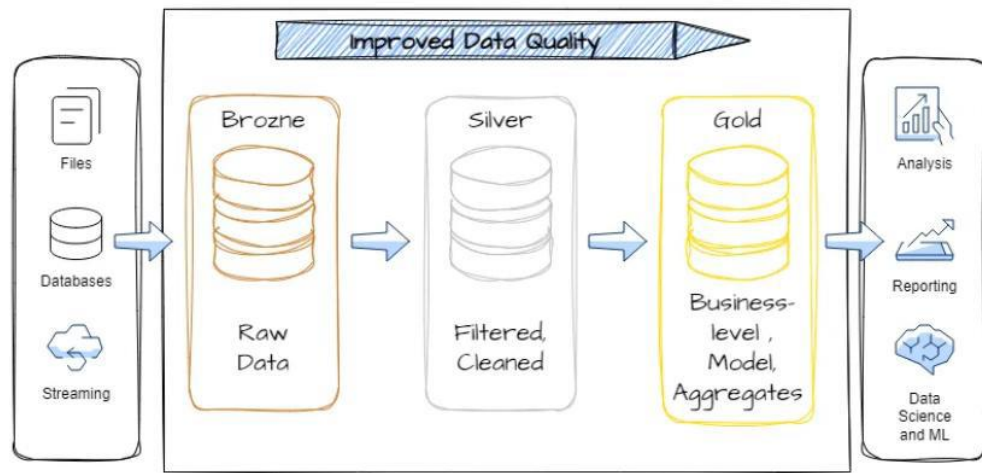 Improved Data Quality
Files
Databases
Streaming
Brozne
Raw
Data
Silver
Filtered,
Cleaned
Gold
Business-
level ,
Model,
Aggregates
Analysis
Reporting
Data
Science
and ML